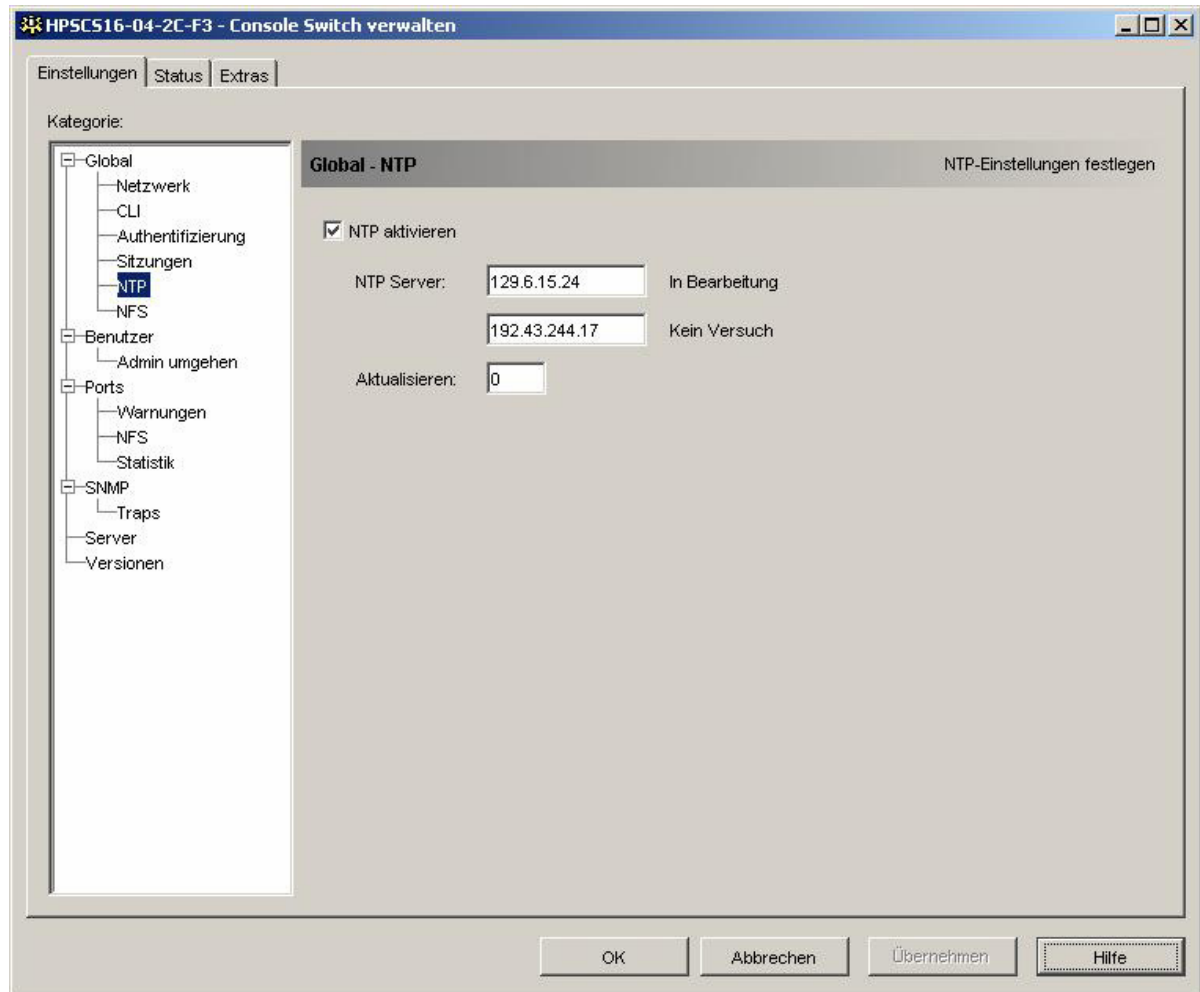 HPSCS16-04-2C-F3 - Console Switch verwalten
Einstellungen
Status
Extras
Kategorie:
Global
Netzwerk
CLI
Authentifizierung
Sitzungen
NTP
NFS
Benutzer
Admin umgehen
Ports
Warnungen
NFS
Statistik
SNMP
Traps
Server
Versionen
Global - NTP
NTP-Einstellungen festlegen
NTP aktivieren
NTP Server: 129.6.15.24 In Bearbeitung
192.43.244.17 Kein Versuch
Aktualisieren: 0
OK
Abbrechen
Übernehmen
Hilfe